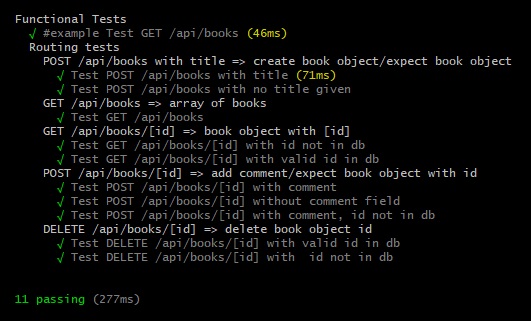 Functional Tests
√ #example Test GET /api/books (46ms)
Routing tests
POST /api/books with title => create book object/expect book object
√ Test POST /api/books with title (71ms)
√ Test POST /api/books with no title given
GET /api/books => array of books
√ Test GET /api/books
GET /api/books/[id] => book object with [id]
√ Test GET /api/books/[id] with id not in db
√ Test GET /api/books/[id] with valid id in db
POST /api/books/[id] => add comment/expect book object with id
√ Test POST /api/books/[id] with comment
√ Test POST /api/books/[id] without comment field
√ Test POST /api/books/[id] with comment, id not in db
DELETE /api/books/[id] => delete book object id
√ Test DELETE /api/books/[id] with valid id in db
√ Test DELETE /api/books/[id] with  id not in db
11 passing (277ms)